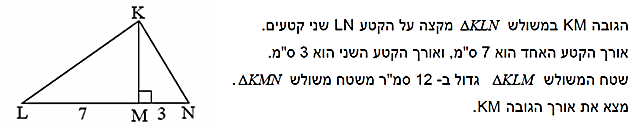 הגובה KM במשולש ΔKLN מקצה על הקטע LN שני קטעים.
אורך הקטע האחד הוא 7 ס"מ, ואורך הקטע השני הוא 3 ס"מ.
שטח המשולש ΔKLM גדול ב- 12 סמ"ר משטח משולש ΔKMN.
מצא את אורך הגובה KM.
K
L 7 M 3 N